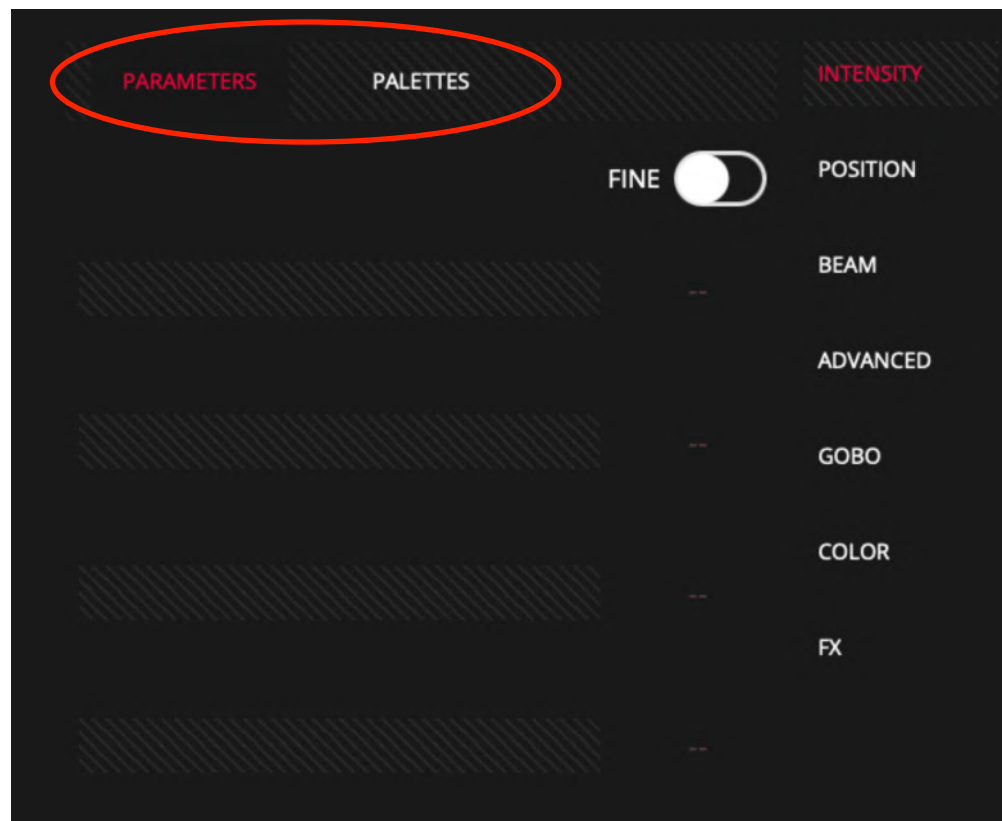 PARAMETERS PALETTES INTENSITY
FINE POSITION
BEAM
--
ADVANCED
--
GOBO
COLOR
--
FX
--